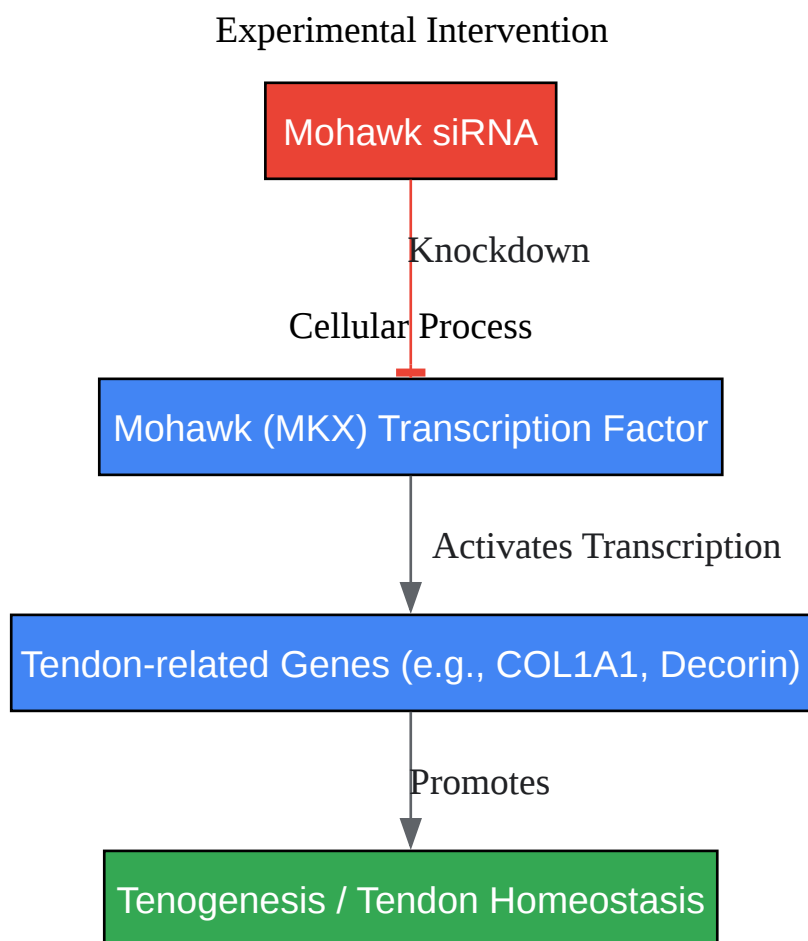 Experimental Intervention
Mohawk siRNA
Knockdown
Cellular Process
Mohawk (MKX) Transcription Factor
Activates Transcription
Tendon-related Genes (e.g., COL1A1, Decorin)
Promotes
Tenogenesis / Tendon Homeostasis